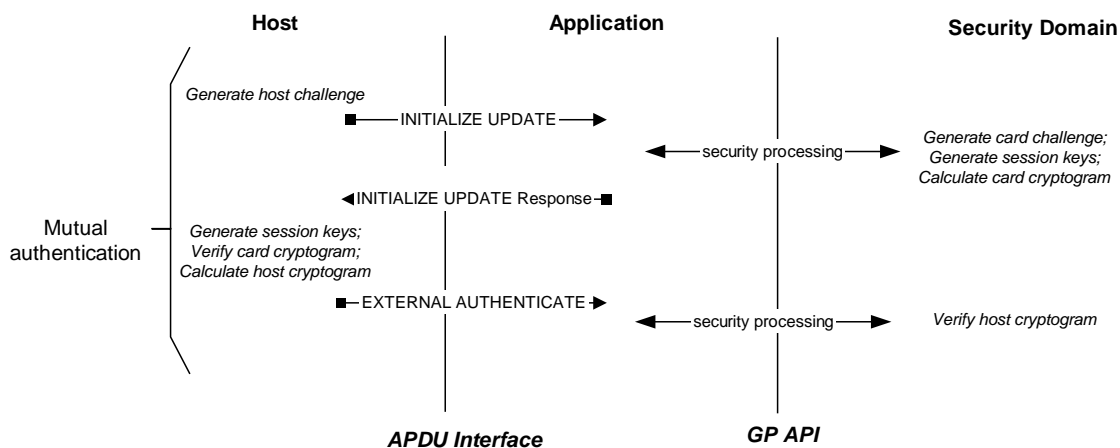 Host
Application
Security Domain
Generate host challenge
INITIALIZE UPDATE
security processing
Generate card challenge;
Generate session keys;
Calculate card cryptogram
INITIALIZE UPDATE Response
Mutual
authentication
Generate session keys;
Verify card cryptogram;
Calculate host cryptogram
EXTERNAL AUTHENTICATE
security processing
Verify host cryptogram
APDU Interface
GP API